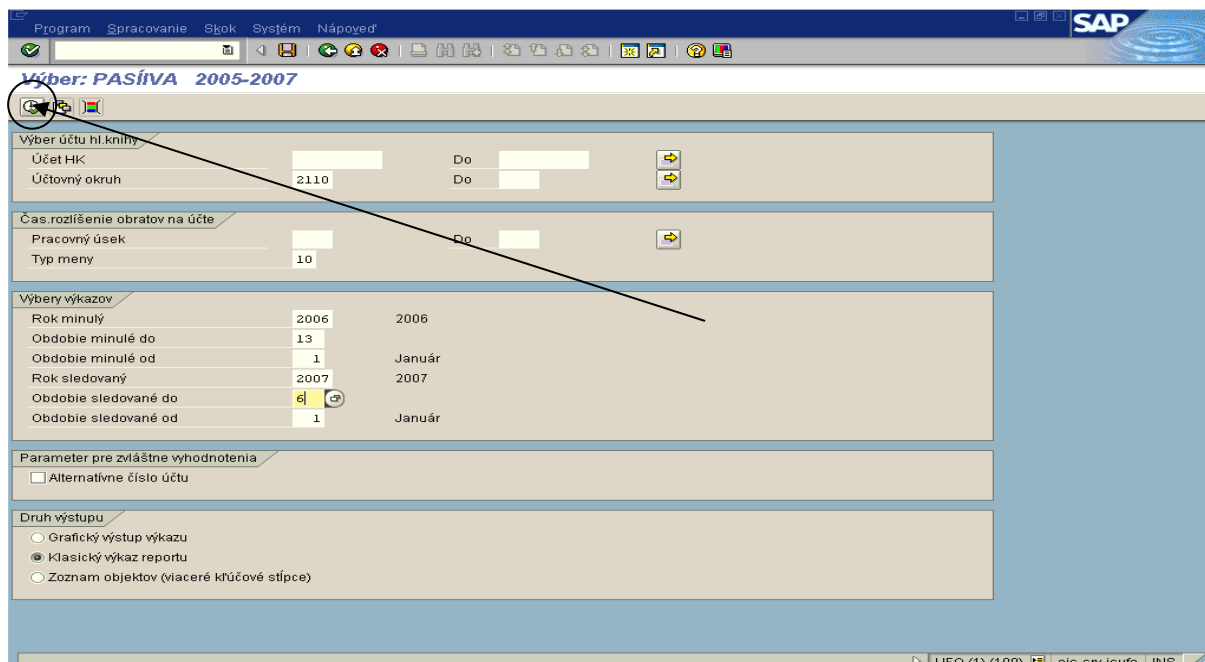 Program Spracovanie Skok Systém Nápoveď
SAP
Výber: PASÍIVA 2005-2007
Výber účtu hl.knihy
Účet HK Do
Účtovný okruh 2110 Do
Čas.rozlíšenie obratov na účte
Pracovný úsek Do
Typ meny 10
Výbery výkazov
Rok minulý 2006 2006
Obdobie minulé do 13
Obdobie minulé od 1 Január
Rok sledovaný 2007 2007
Obdobie sledované do 6
Obdobie sledované od 1 Január
Parameter pre zvláštne vyhodnotenia
Alternatívne číslo účtu
Druh výstupu
Grafický výstup výkazu
Klasický výkaz reportu
Zoznam objektov (viaceré kľúčové stĺpce)
INS